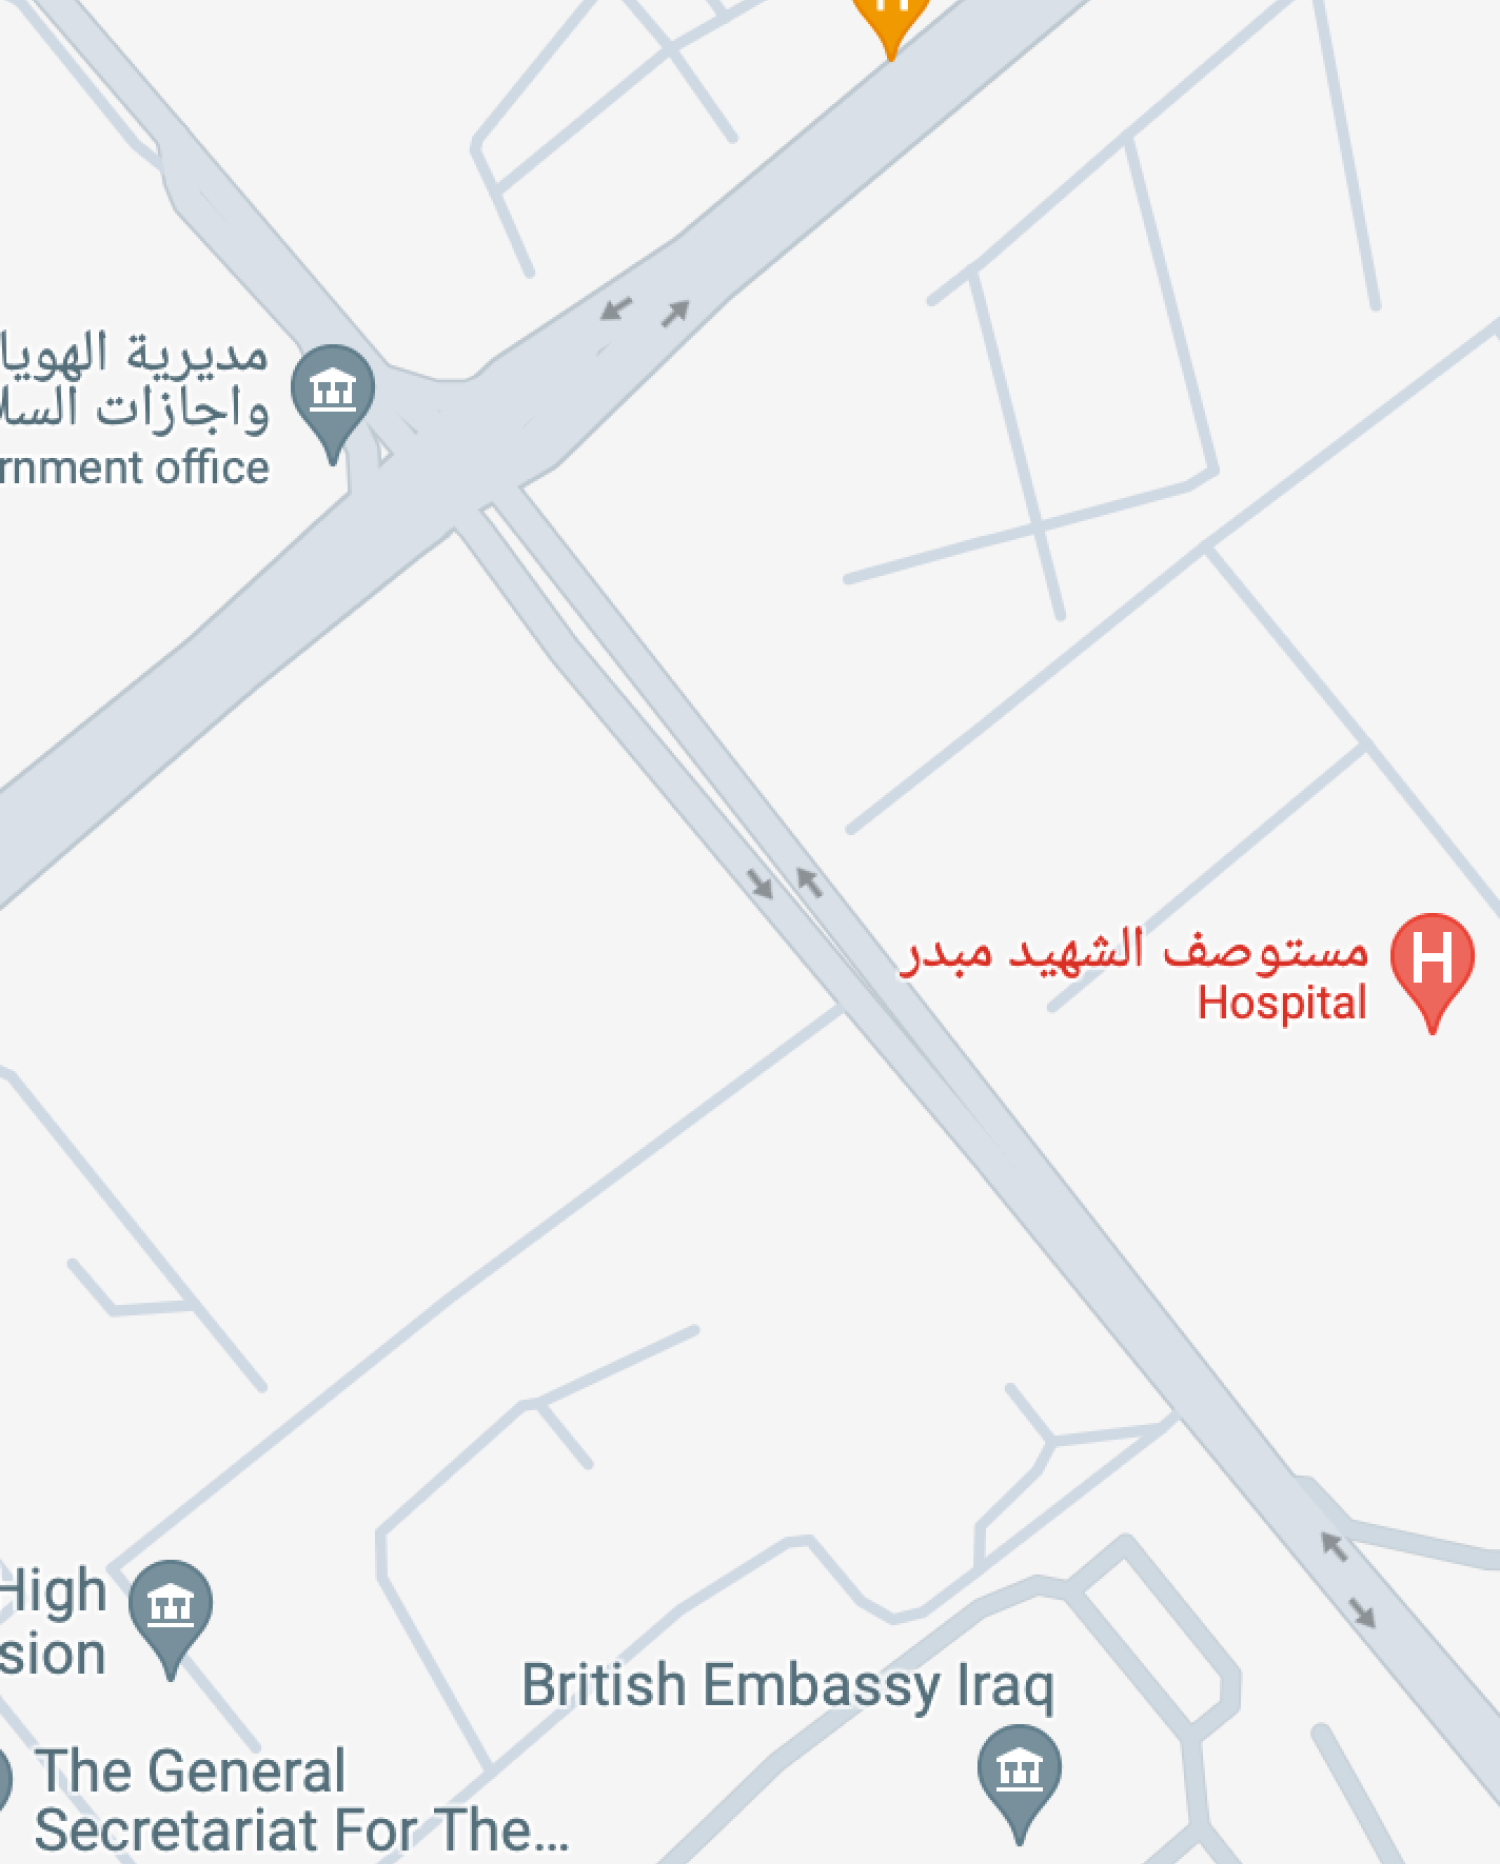 مديرية الهويا
واجازات السلا
rnment office
مستوصف الشهيد مبدر
H
Hospital
High
sion
British Embassy Iraq
The General
Secretariat For The...